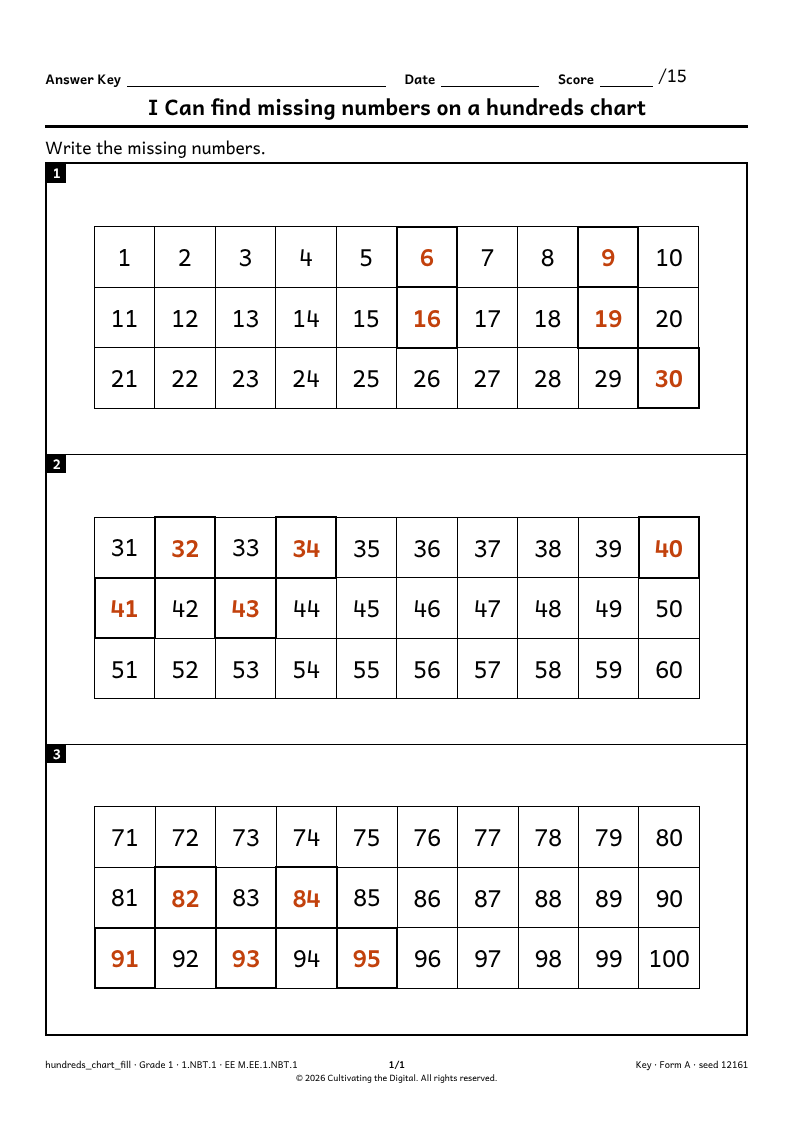 Answer Key Date Score /15
I Can find missing numbers on a hundreds chart
Write the missing numbers.
1
1 2 3 4 5 6 7 8 9 10
11 12 13 14 15 16 17 18 19 20
21 22 23 24 25 26 27 28 29 30
2
31 32 33 34 35 36 37 38 39 40
41 42 43 44 45 46 47 48 49 50
51 52 53 54 55 56 57 58 59 60
3
71 72 73 74 75 76 77 78 79 80
81 82 83 84 85 86 87 88 89 90
91 92 93 94 95 96 97 98 99 100
hundreds_chart_fill · Grade 1 · 1.NBT.1 · EE M.EE.1.NBT.1 1/1 Key · Form A · seed 12161
© 2026 Cultivating the Digital. All rights reserved.